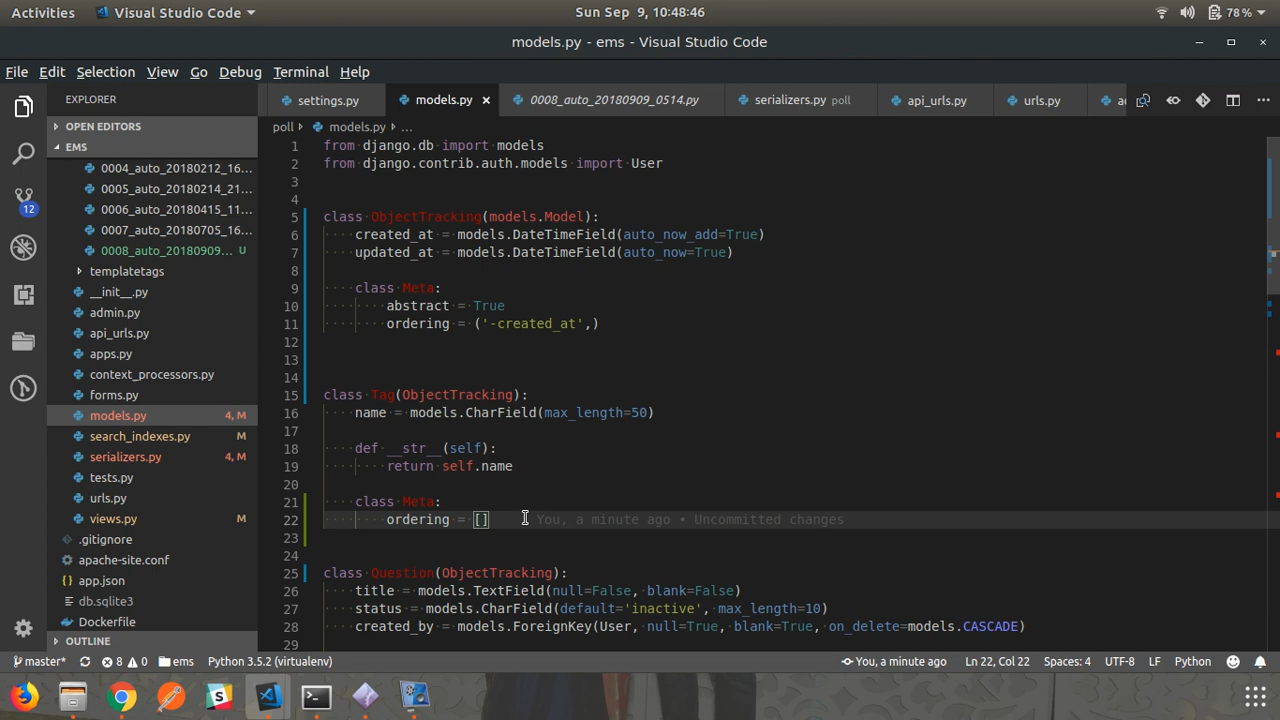 Activities Visual Studio Code Sun Sep 9, 10:48:46 78 %
models.py - ems - Visual Studio Code
File Edit Selection View Go Debug Terminal Help
EXPLORER settings.py models.py 0008_auto_20180909_0514.py serializers.py poll api_urls.py urls.py
OPEN EDITORS
EMS
0004_auto_20180212_16...
0005_auto_20180214_21...
0006_auto_20180415_11...
0007_auto_20180705_16...
0008_auto_20180909... U
templatetags
__init__.py
admin.py
api_urls.py
apps.py
context_processors.py
forms.py
models.py 4, M
search_indexes.py M
serializers.py 4, M
tests.py
urls.py
views.py M
.gitignore
apache-site.conf
app.json
db.sqlite3
Dockerfile
OUTLINE
12
poll models.py ...
1 from django.db import models
2 from django.contrib.auth.models import User
3
4
5 class ObjectTracking(models.Model):
6 created_at = models.DateTimeField(auto_now_add=True)
7 updated_at = models.DateTimeField(auto_now=True)
8
9 class Meta:
10 abstract = True
11 ordering = ('-created_at',)
12
13
14
15 class Tag(ObjectTracking):
16 name = models.CharField(max_length=50)
17
18 def __str__(self):
19 return self.name
20
21 class Meta:
22 ordering = [] You, a minute ago • Uncommitted changes
23
24
25 class Question(ObjectTracking):
26 title = models.TextField(null=False, blank=False)
27 status = models.CharField(default='inactive', max_length=10)
28 created_by = models.ForeignKey(User, null=True, blank=True, on_delete=models.CASCADE)
29
master* 8 0 ems Python 3.5.2 (virtualenv) You, a minute ago Ln 22, Col 22 Spaces: 4 UTF-8 LF Python